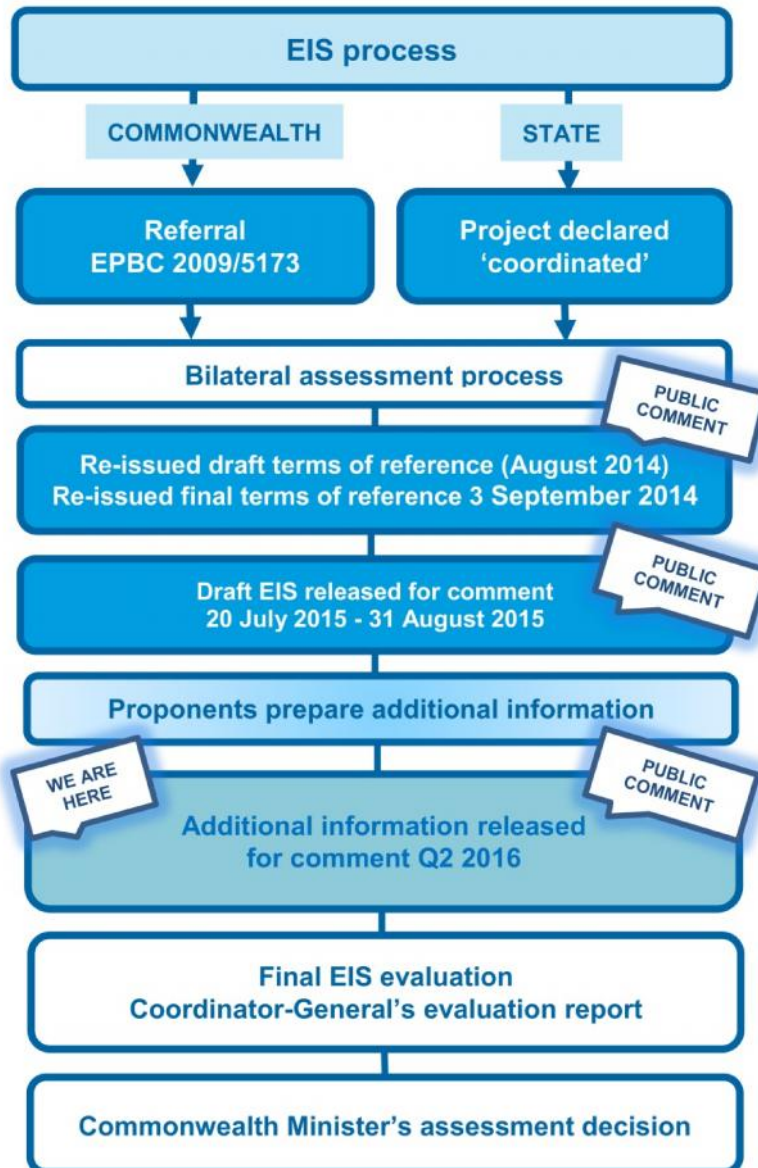 EIS process
COMMONWEALTH
STATE
Referral
EPBC 2009/5173
Project declared
‘coordinated’
Bilateral assessment process
PUBLIC
COMMENT
Re-issued draft terms of reference (August 2014)
Re-issued final terms of reference 3 September 2014
PUBLIC
COMMENT
Draft EIS released for comment
20 July 2015 - 31 August 2015
Proponents prepare additional information
WE ARE
HERE
PUBLIC
COMMENT
Additional information released
for comment Q2 2016
Final EIS evaluation
Coordinator-General’s evaluation report
Commonwealth Minister’s assessment decision